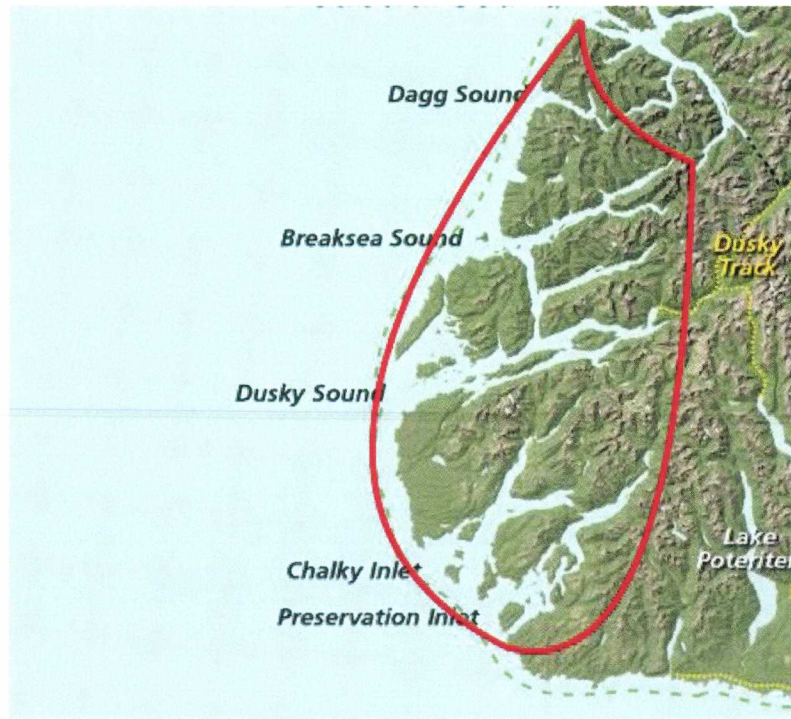 Dagg Sound
Breaksea Sound
Dusky
Track
Dusky Sound
Lake
Chalky Inlet
Preservation Inlet